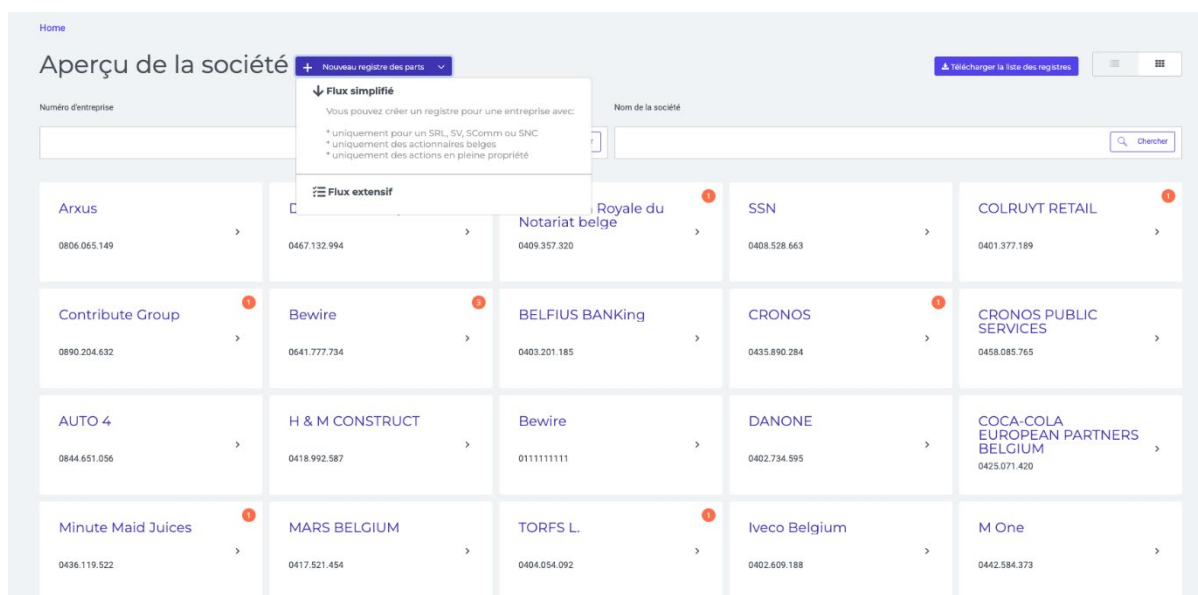 Home
Aperçu de la société
+ Nouveau registre des parts
Télécharger la liste des registres
Flux simplifié
Vous pouvez créer un registre pour une entreprise avec:
* uniquement pour un SRL, SV, SComm ou SNC
* uniquement des actionnaires belges
* uniquement des actions en pleine propriété
Flux extensif
Numéro d'entreprise
Nom de la société
Chercher
Arxus
0806.065.149
0467.132.994
1
Royale du
Notariat belge
0409.357.320
SSN
0408.528.663
1
COLRUYT RETAIL
0401.377.189
1
Contribute Group
0890.204.632
3
Bewire
0641.777.734
BELFIUS BANKing
0403.201.185
1
CRONOS
0435.890.284
CRONOS PUBLIC
SERVICES
0458.085.765
AUTO 4
0844.651.056
H & M CONSTRUCT
0418.992.587
Bewire
0111111111
DANONE
0402.734.595
COCA-COLA
EUROPEAN PARTNERS
BELGIUM
0425.071.420
1
Minute Maid Juices
0436.119.522
MARS BELGIUM
0417.521.454
1
TORFS L.
0404.054.092
Iveco Belgium
0402.609.188
M One
0442.584.373